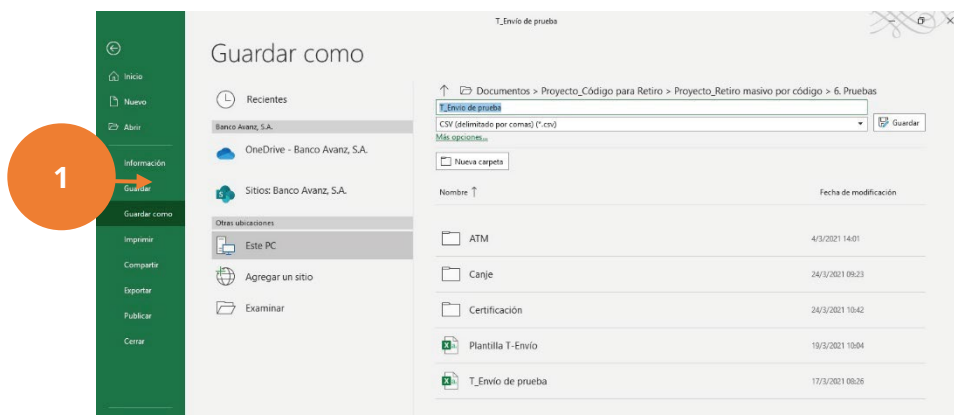 T_Envío de prueba
Guardar como
Inicio
Nuevo
Abrir
Información
Guardar
Guardar como
Imprimir
Compartir
Exportar
Publicar
Cerrar
1
Recientes
Banco Avanz, S.A.
OneDrive - Banco Avanz, S.A.
Sitios: Banco Avanz, S.A.
Otras ubicaciones
Este PC
Agregar un sitio
Examinar
Documentos > Proyecto_Código para Retiro > Proyecto_Retiro masivo por código > 6. Pruebas
T_Envío de prueba
CSV (delimitado por comas) (*.csv)
Guardar
Más opciones...
Nueva carpeta
Nombre ↑ Fecha de modificación
ATM 4/3/2021 14:01
Canje 24/3/2021 09:23
Certificación 24/3/2021 10:42
Plantilla T-Envío 19/3/2021 10:04
T_Envío de prueba 17/3/2021 08:26